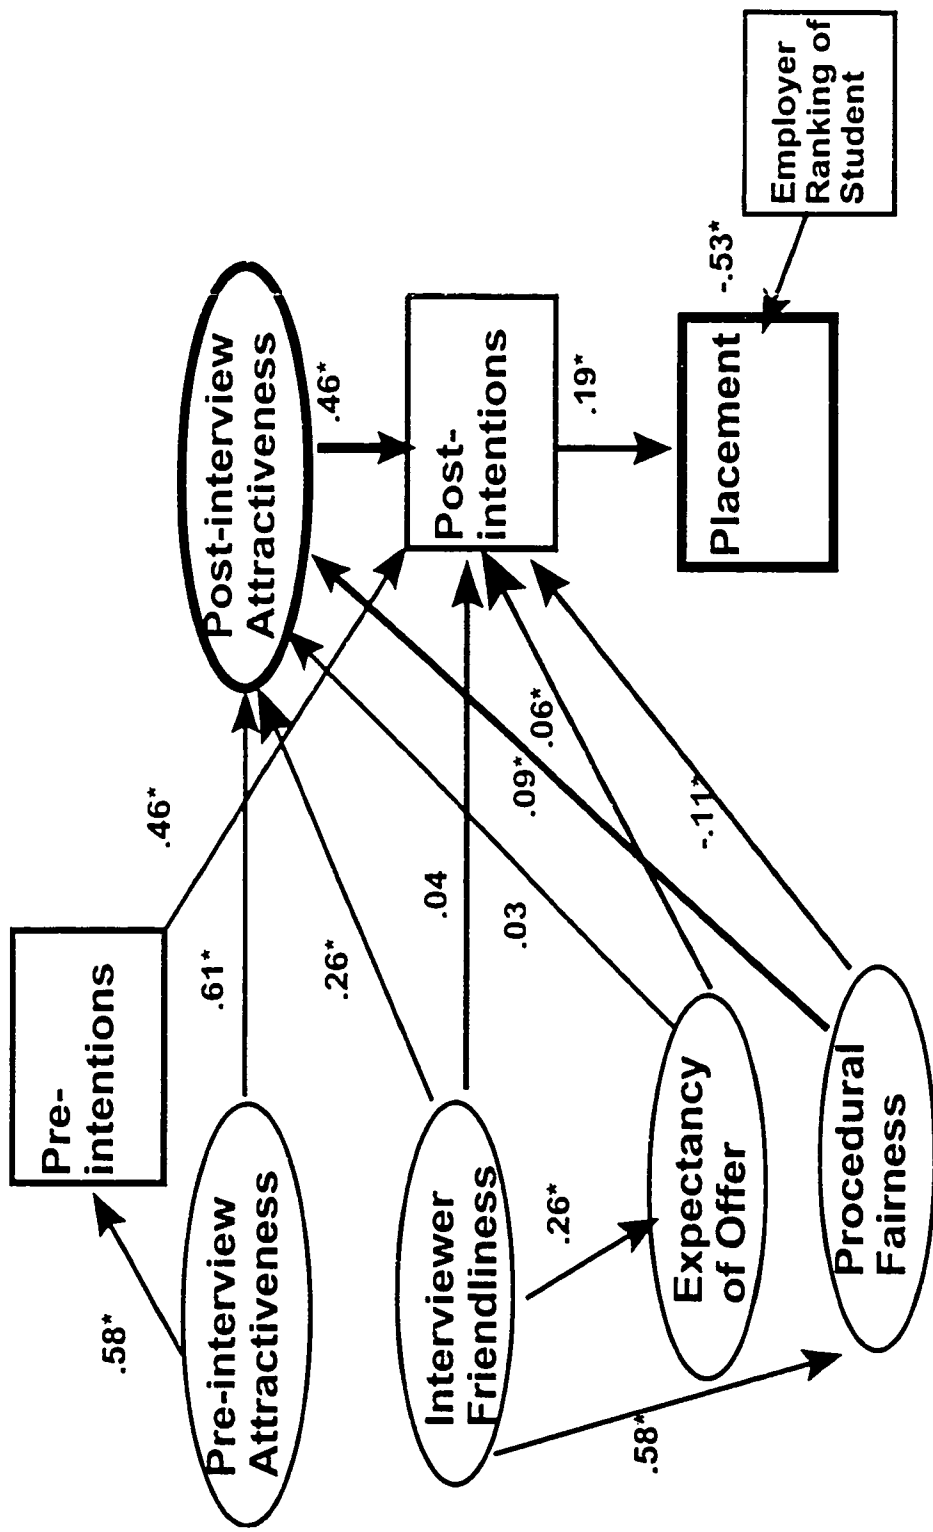 Pre-
intentions
.58*
.46*
Pre-interview
Attractiveness
.61*
Post-interview
Attractiveness
.26*
.46*
Interviewer
Friendliness
.04
Post-
intentions
.03
.26*
.09*
.06*
.19*
Expectancy
of Offer
.58*
-.11*
Placement
-.53*
Procedural
Fairness
Employer
Ranking of
Student